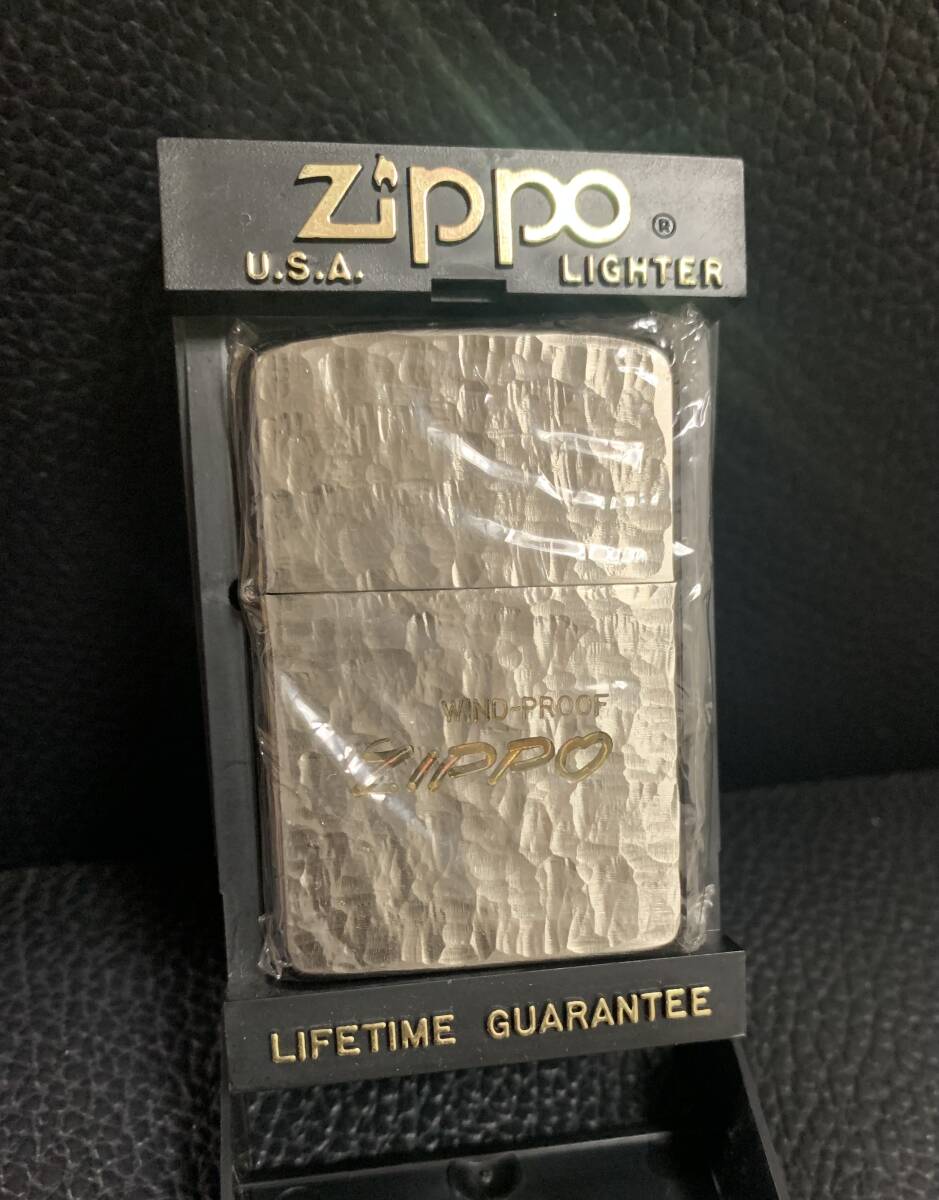 Zippo ®
U.S.A. LIGHTER
WIND-PROOF
ZIPPO
LIFETIME GUARANTEE